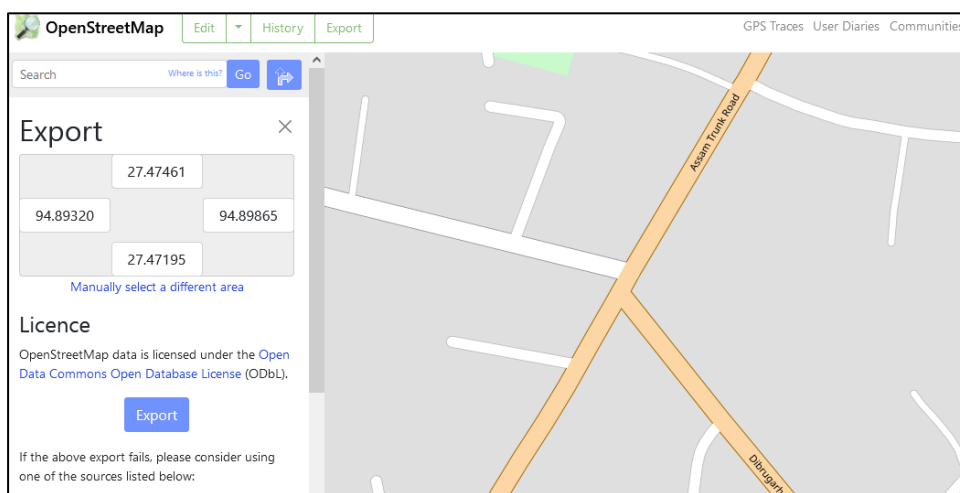 OpenStreetMap
Edit
History
Export
GPS Traces User Diaries Communities
Search
Where is this?
Go
Export
27.47461
94.89320
94.89865
27.47195
Manually select a different area
Licence
OpenStreetMap data is licensed under the Open
Data Commons Open Database License (ODbL).
Export
If the above export fails, please consider using
one of the sources listed below:
Assam Trunk Road
Dibrugarh